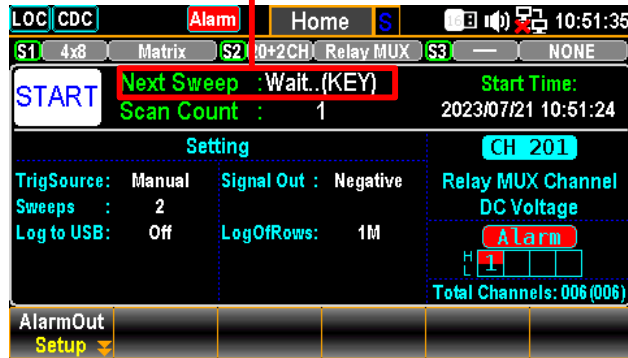 LOC CDC Alarm Home S 16 10:51:35
S1 4x8 Matrix S2 20+2CH Relay MUX S3 — NONE
START
Next Sweep :Wait..(KEY)
Scan Count : 1
Start Time:
2023/07/21 10:51:24
Setting
TrigSource: Manual Signal Out : Negative
Sweeps : 2
Log to USB: Off LogOfRows: 1M
CH 201
Relay MUX Channel
DC Voltage
Alarm
H
L
1
Total Channels: 006(006)
AlarmOut
Setup